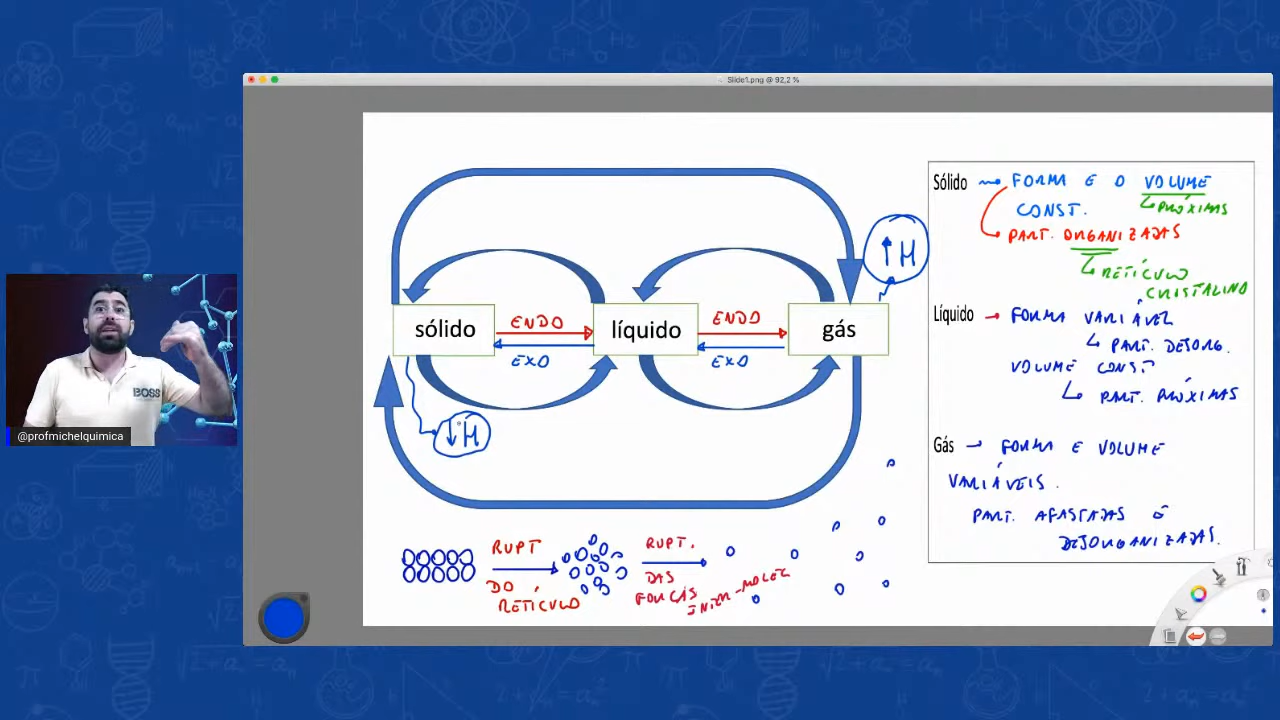 Slide1.png @ 92,2 %
Sólido → FORMA E O VOLUME
↳ PRÓXIMAS
CONST.
PART. ORGANIZADAS
↳ RETÍCULO
CRISTALINO
Líquido → FORMA VARIÁVEL
↳ PART. DESORG.
VOLUME CONST
↳ PART. PRÓXIMAS
Gás → FORMA E VOLUME
VARIÁVEIS.
PART. AFASTADAS E
DESORGANIZADAS.
↑ H
sólido
ENDO
EXO
líquido
ENDO
EXO
gás
↓ H
RUPT
DO
RETÍCULO
RUPT.
DAS
FORÇAS
INTER-MOLEC
BOSS
@profmichelquimica